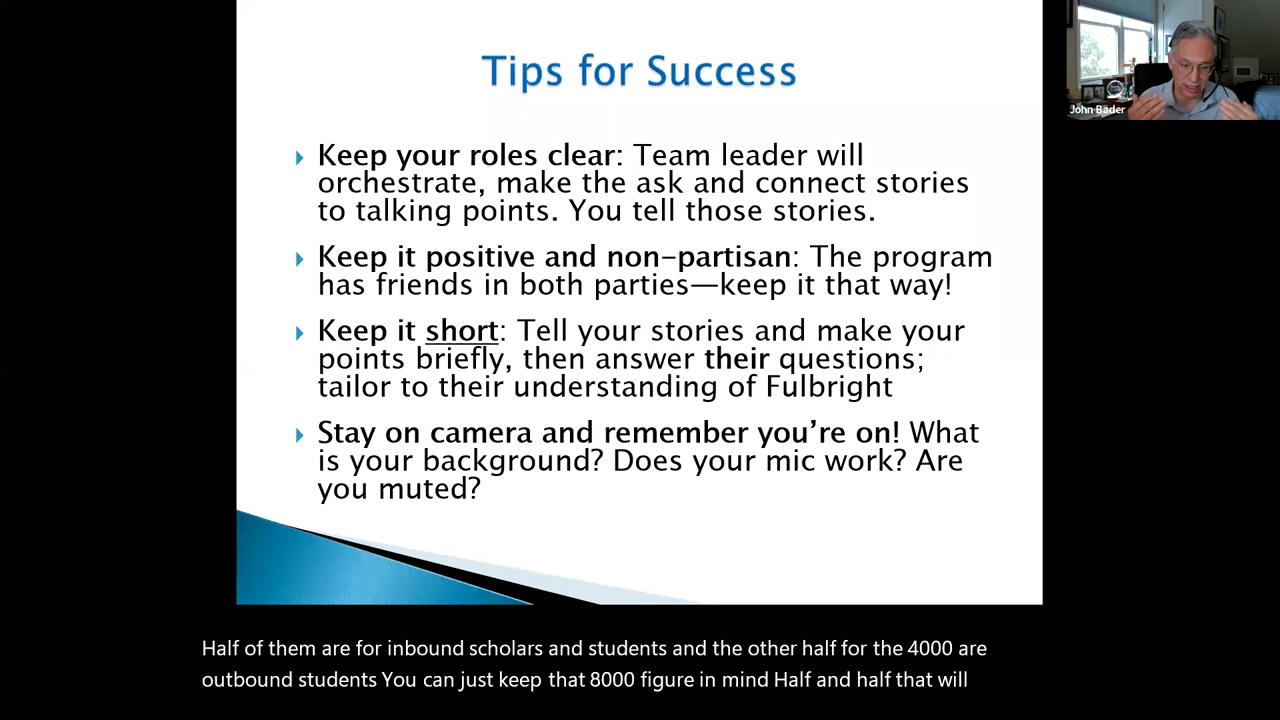 Tips for Success
Keep your roles clear: Team leader will
orchestrate, make the ask and connect stories
to talking points. You tell those stories.
Keep it positive and non-partisan: The program
has friends in both parties—keep it that way!
Keep it short: Tell your stories and make your
points briefly, then answer their questions;
tailor to their understanding of Fulbright
Stay on camera and remember you're on! What
is your background? Does your mic work? Are
you muted?
John Bader
Half of them are for inbound scholars and students and the other half for the 4000 are
outbound students You can just keep that 8000 figure in mind Half and half that will